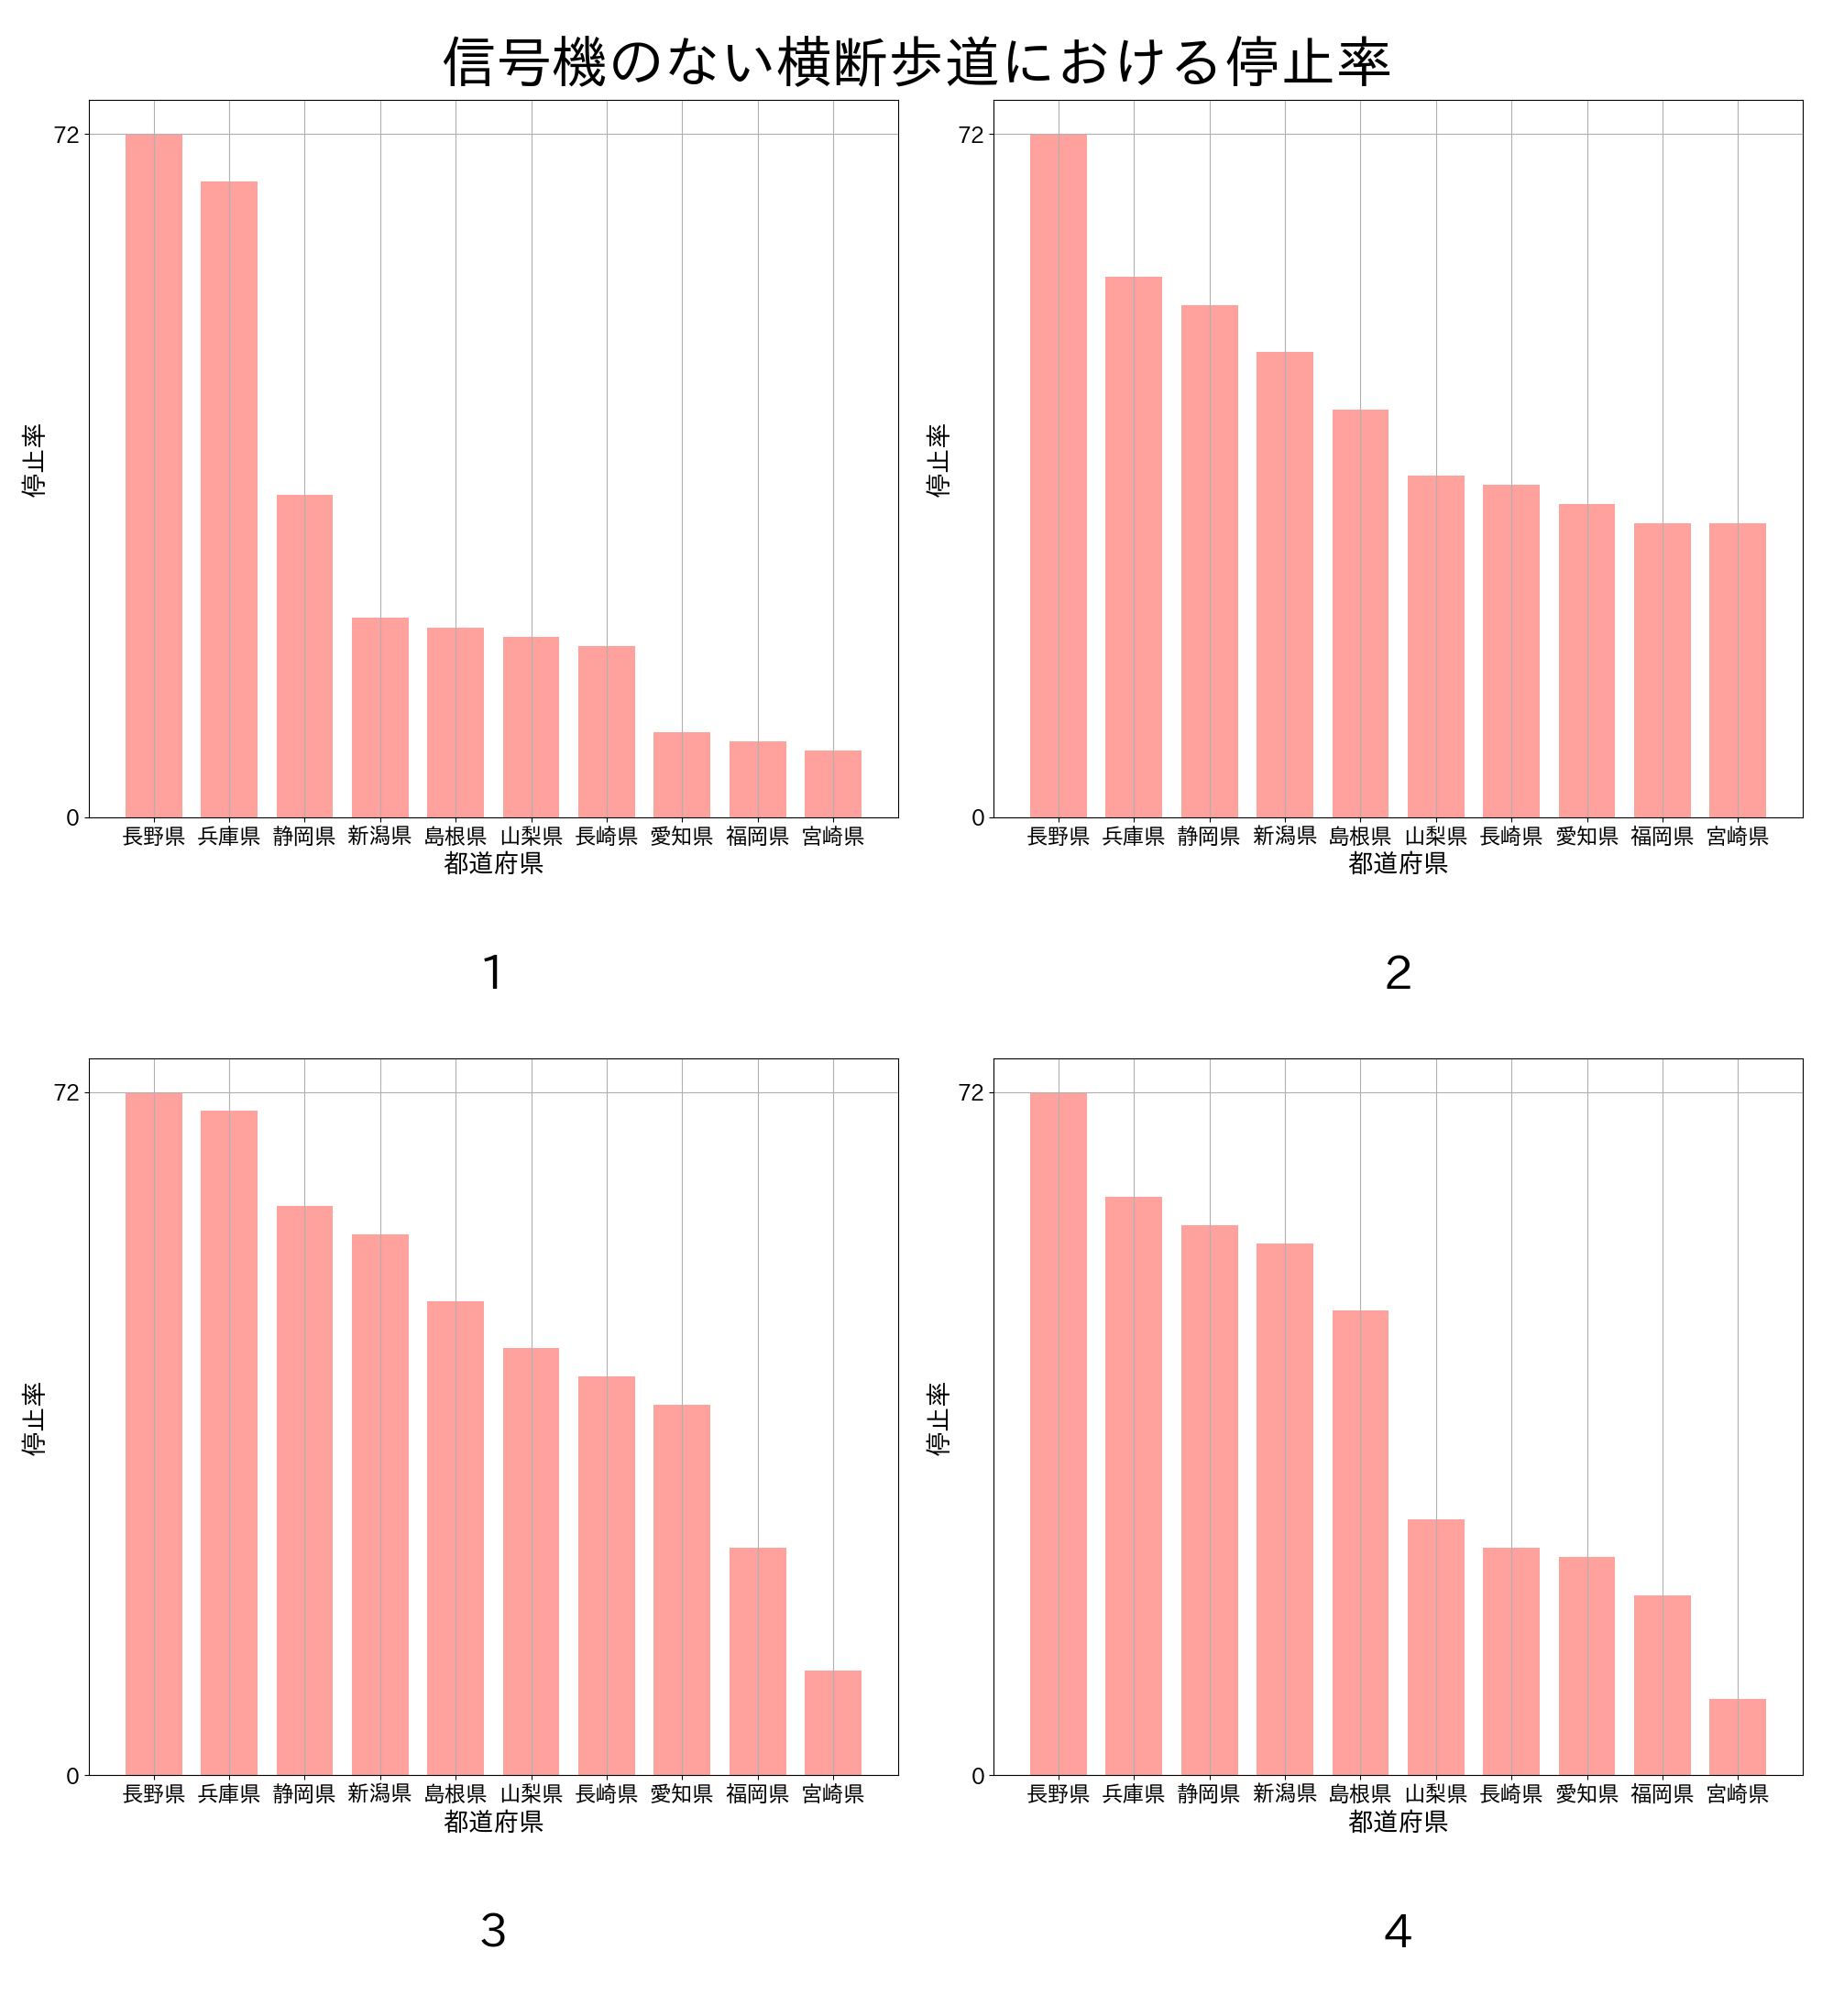 信号機のない横断歩道における停止率
72
0
停止率
長野県 兵庫県 静岡県 新潟県 島根県 山梨県 長崎県 愛知県 福岡県 宮崎県
都道府県
1
72
0
停止率
長野県 兵庫県 静岡県 新潟県 島根県 山梨県 長崎県 愛知県 福岡県 宮崎県
都道府県
2
72
0
停止率
長野県 兵庫県 静岡県 新潟県 島根県 山梨県 長崎県 愛知県 福岡県 宮崎県
都道府県
3
72
0
停止率
長野県 兵庫県 静岡県 新潟県 島根県 山梨県 長崎県 愛知県 福岡県 宮崎県
都道府県
4